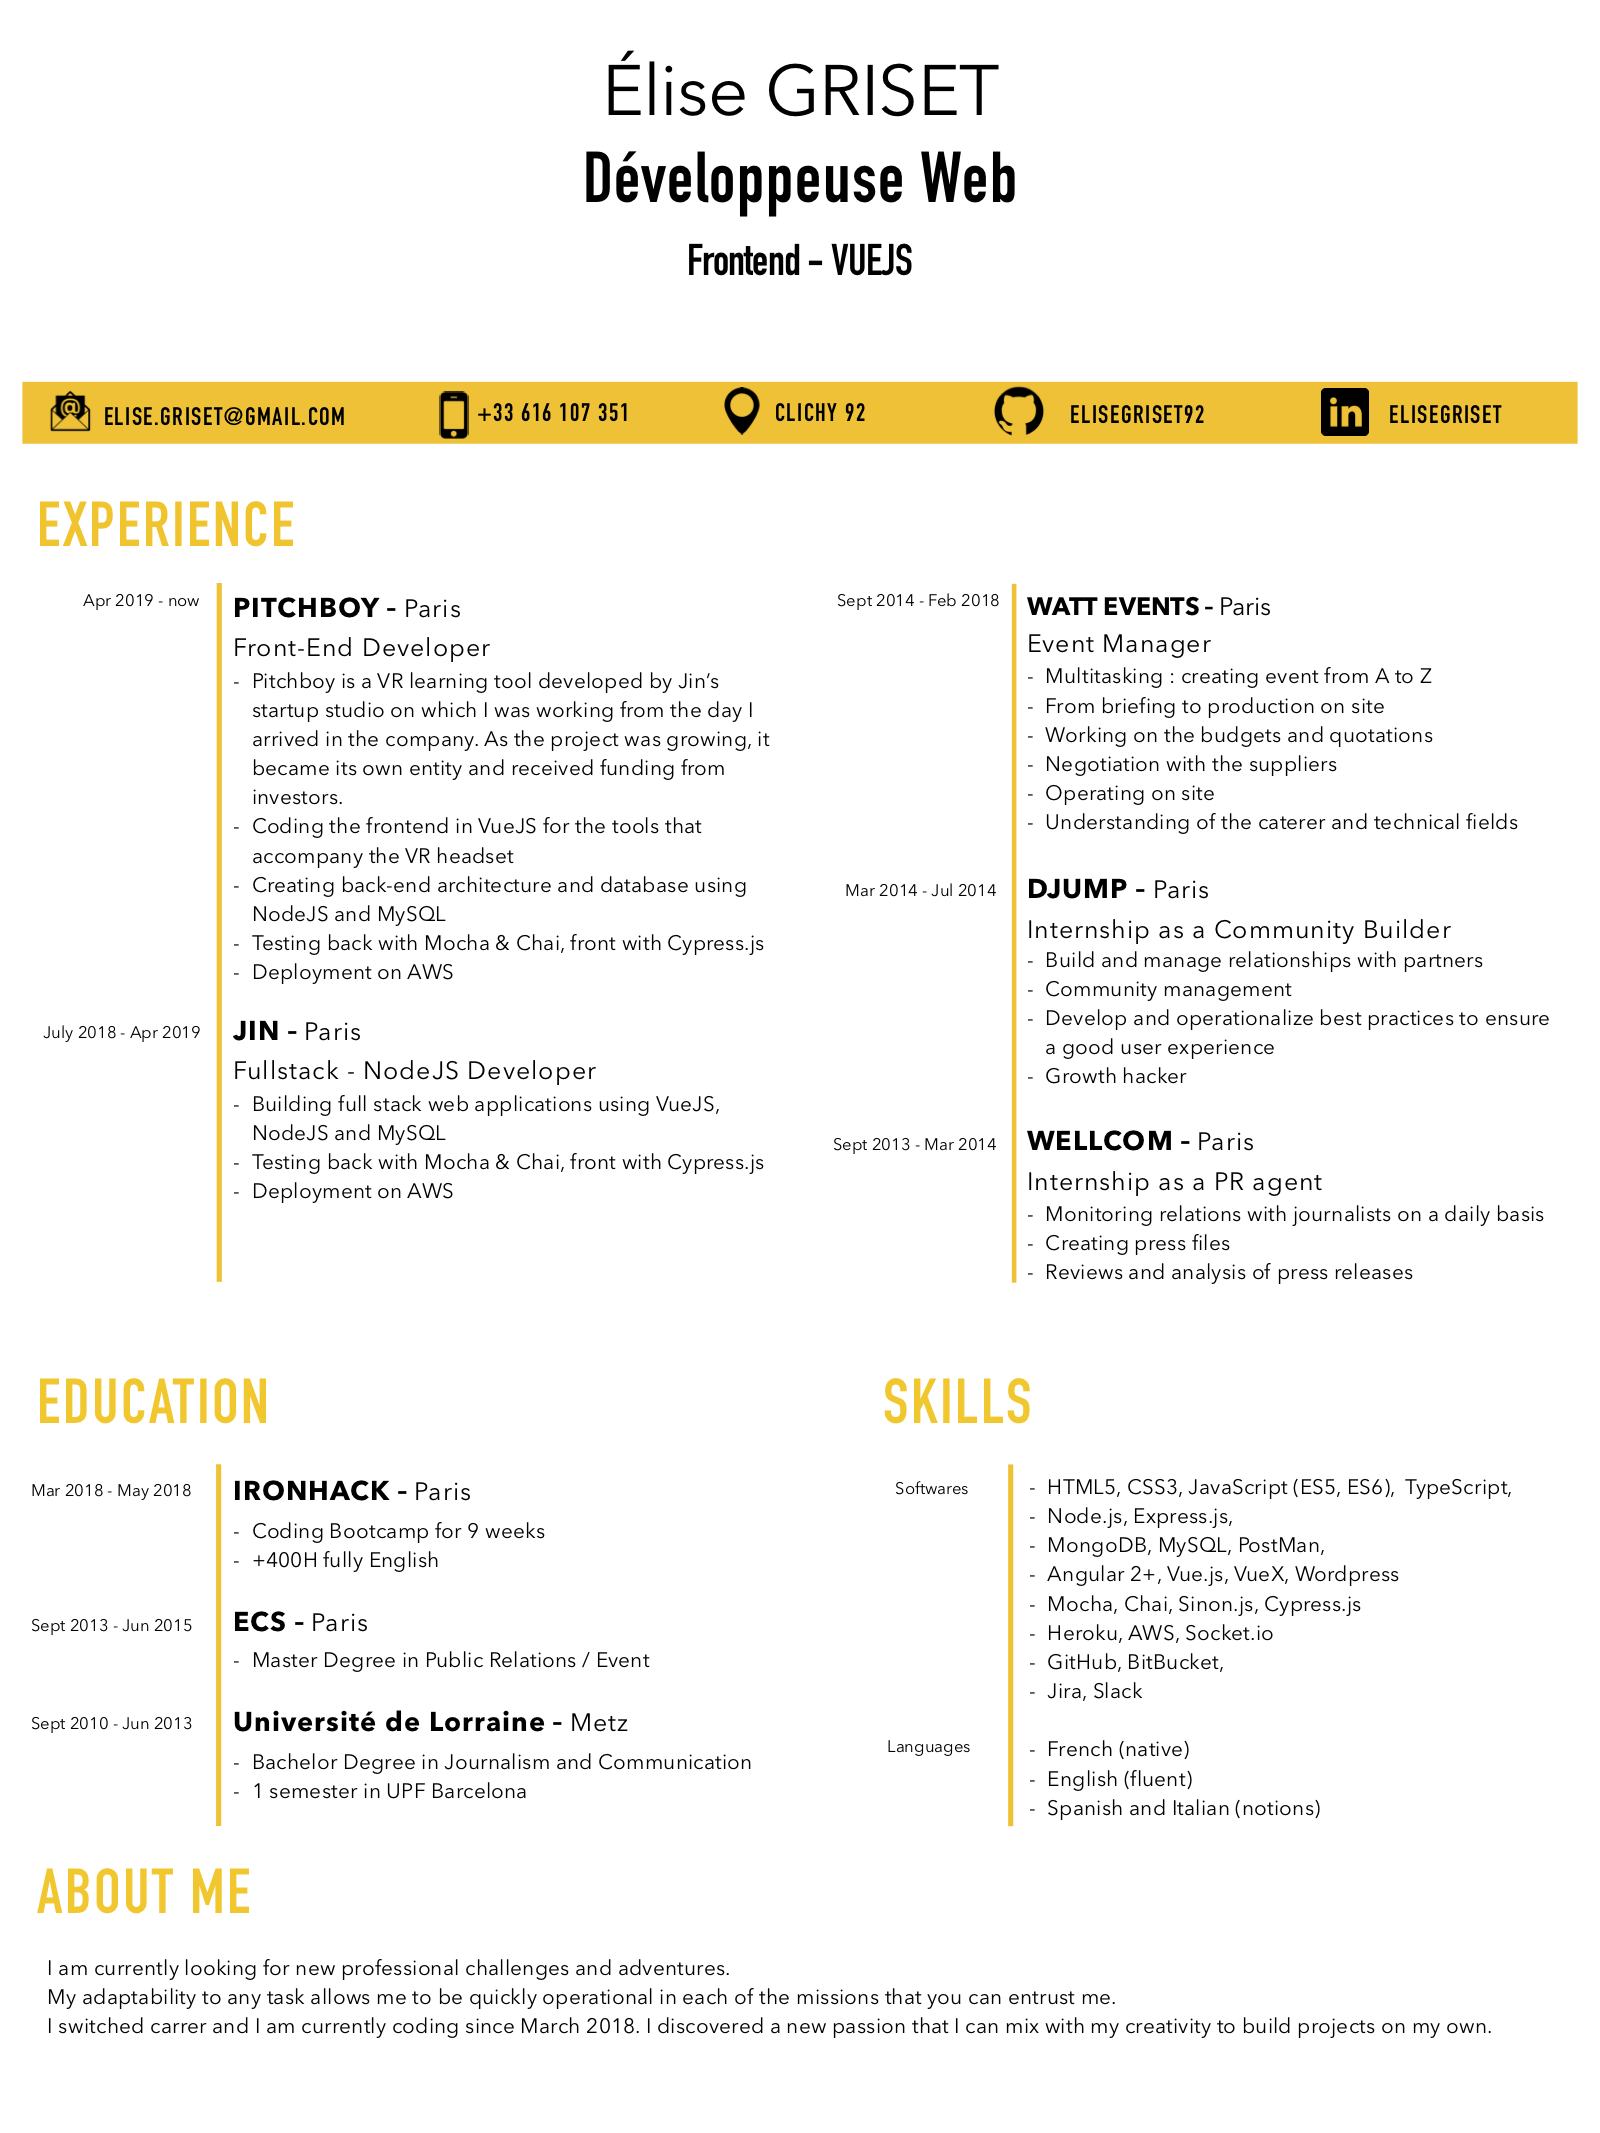 Élise GRISET
Développeuse Web
Frontend - VUEJS
ELISE.GRISET@GMAIL.COM
+33 616 107 351
CLICHY 92
ELISEGRISET92
in
ELISEGRISET
EXPERIENCE
Apr 2019 - now
PITCHBOY - Paris
Front-End Developer
- Pitchboy is a VR learning tool developed by Jin’s
startup studio on which I was working from the day I
arrived in the company. As the project was growing, it
became its own entity and received funding from
investors.
- Coding the frontend in VueJS for the tools that
accompany the VR headset
- Creating back-end architecture and database using
NodeJS and MySQL
- Testing back with Mocha & Chai, front with Cypress.js
- Deployment on AWS
July 2018 - Apr 2019
JIN - Paris
Fullstack - NodeJS Developer
- Building full stack web applications using VueJS,
NodeJS and MySQL
- Testing back with Mocha & Chai, front with Cypress.js
- Deployment on AWS
Sept 2014 - Feb 2018
WATT EVENTS - Paris
Event Manager
- Multitasking : creating event from A to Z
- From briefing to production on site
- Working on the budgets and quotations
- Negotiation with the suppliers
- Operating on site
- Understanding of the caterer and technical fields
Mar 2014 - Jul 2014
DJUMP - Paris
Internship as a Community Builder
- Build and manage relationships with partners
- Community management
- Develop and operationalize best practices to ensure
a good user experience
- Growth hacker
Sept 2013 - Mar 2014
WELLCOM - Paris
Internship as a PR agent
- Monitoring relations with journalists on a daily basis
- Creating press files
- Reviews and analysis of press releases
EDUCATION
Mar 2018 - May 2018
IRONHACK - Paris
- Coding Bootcamp for 9 weeks
- +400H fully English
Sept 2013 - Jun 2015
ECS - Paris
- Master Degree in Public Relations / Event
Sept 2010 - Jun 2013
Université de Lorraine - Metz
- Bachelor Degree in Journalism and Communication
- 1 semester in UPF Barcelona
SKILLS
Softwares
- HTML5, CSS3, JavaScript (ES5, ES6), TypeScript,
- Node.js, Express.js,
- MongoDB, MySQL, PostMan,
- Angular 2+, Vue.js, VueX, Wordpress
- Mocha, Chai, Sinon.js, Cypress.js
- Heroku, AWS, Socket.io
- GitHub, BitBucket,
- Jira, Slack
Languages
- French (native)
- English (fluent)
- Spanish and Italian (notions)
ABOUT ME
I am currently looking for new professional challenges and adventures.
My adaptability to any task allows me to be quickly operational in each of the missions that you can entrust me.
I switched carrer and I am currently coding since March 2018. I discovered a new passion that I can mix with my creativity to build projects on my own.